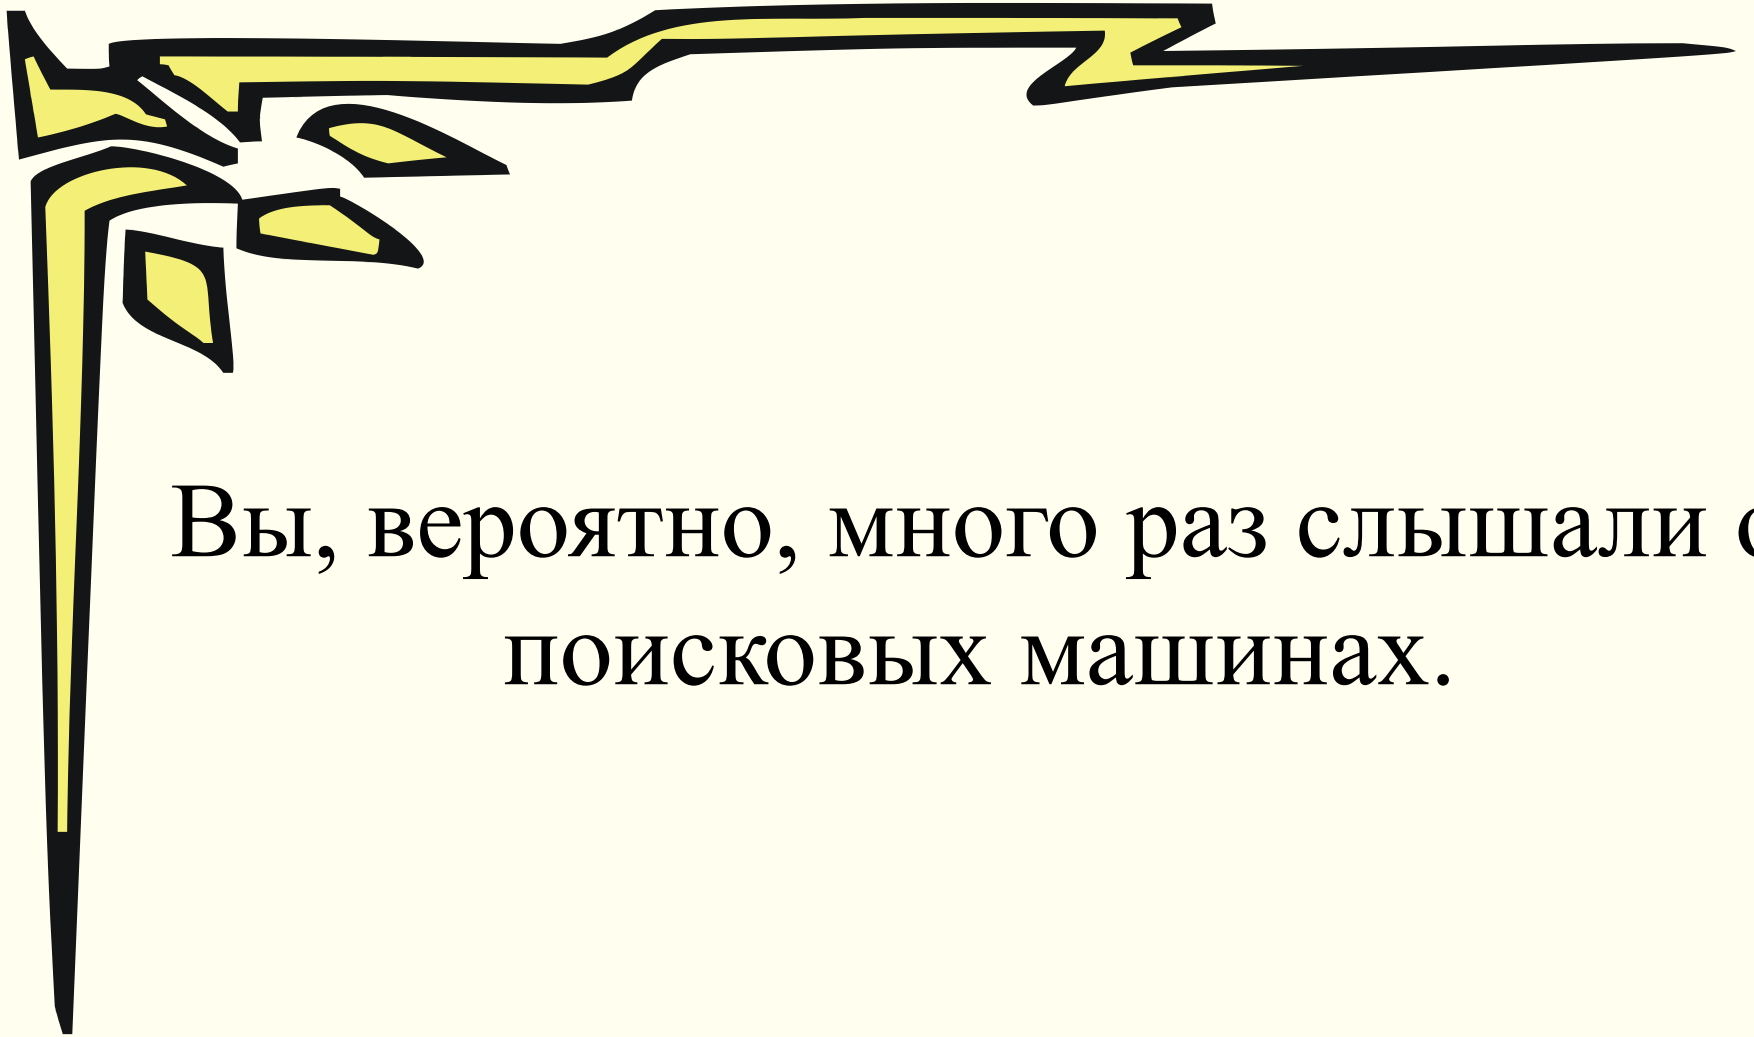 Вы, вероятно, много раз слышали о
поисковых машинах.